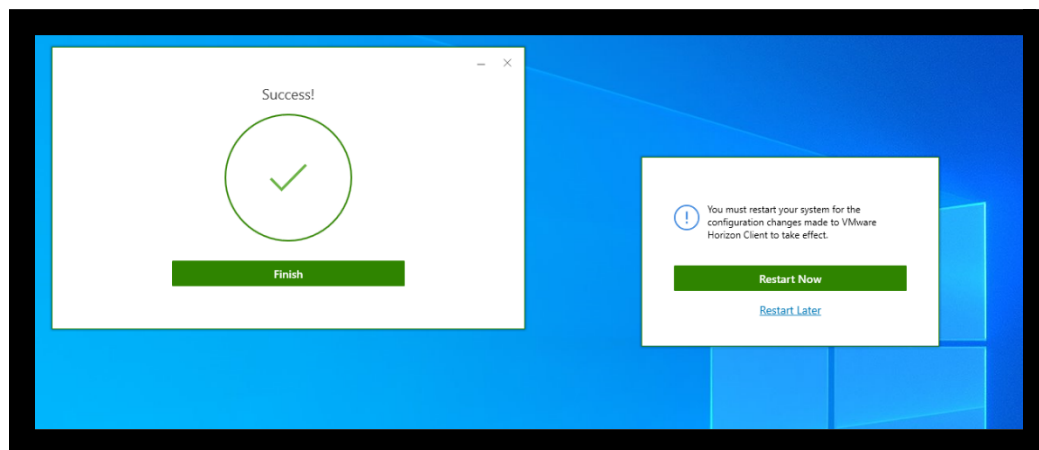 Success!
Finish
You must restart your system for the
configuration changes made to VMware
Horizon Client to take effect.
Restart Now
Restart Later